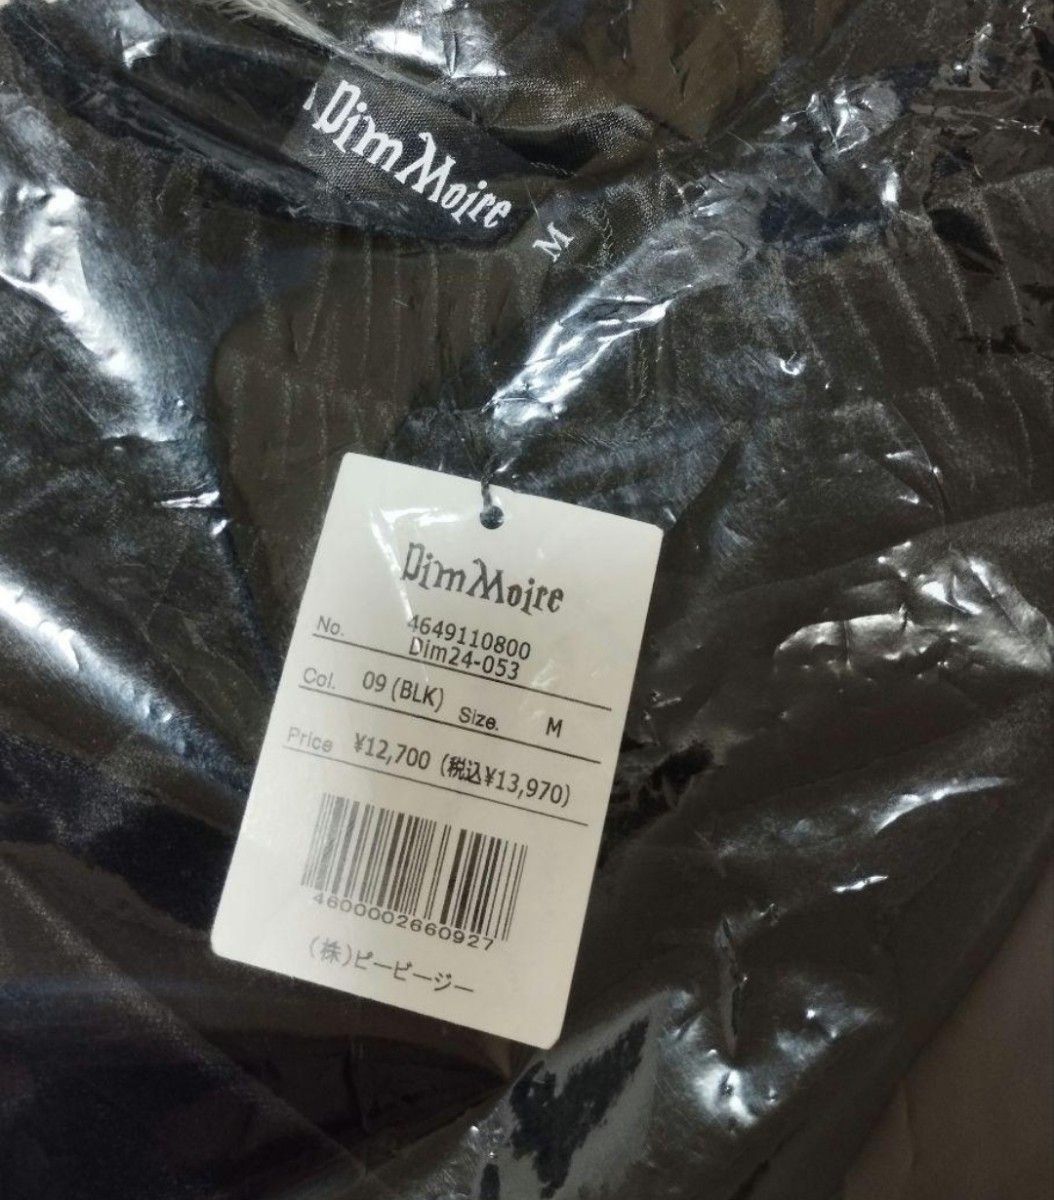 Dim Moire
M
Dim Moire
No. 4649110800
Dim24-053
Col. 09 (BLK) Size. M
Price ¥12,700 (税込¥13,970)
4600002660927
(株)ピービージー